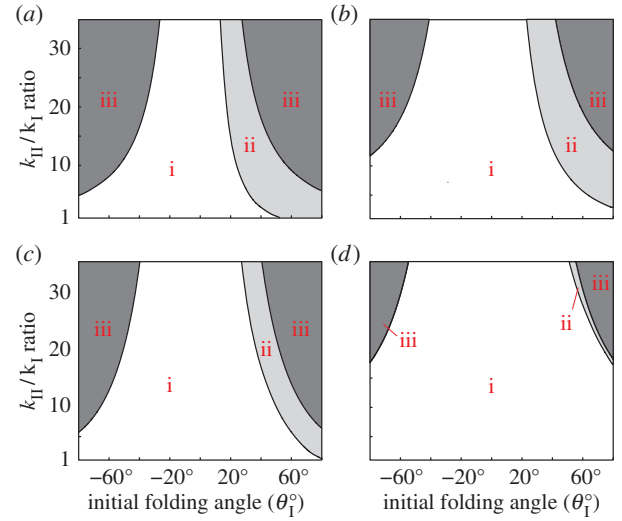 (a)
(b)
30
20
10
1
k_II/k_I ratio
iii
i
ii
iii
iii
i
ii
iii
(c)
(d)
30
20
10
1
k_II/k_I ratio
iii
i
ii
iii
iii
i
ii
iii
−60° −20° 20° 60°
−60° −20° 20° 60°
initial folding angle (θ_I°)
initial folding angle (θ_I°)